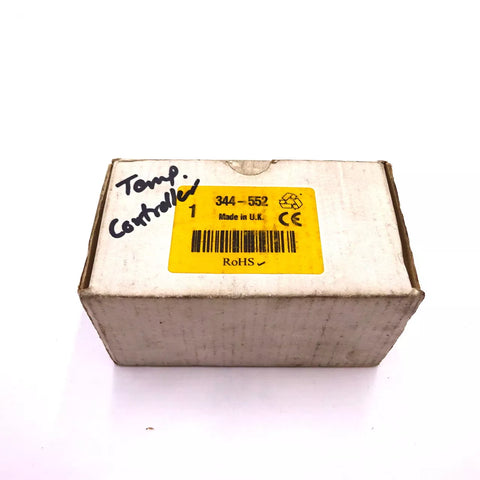 Temp.
Controller
344-552
1
Made in U.K.
CE
RoHS✓